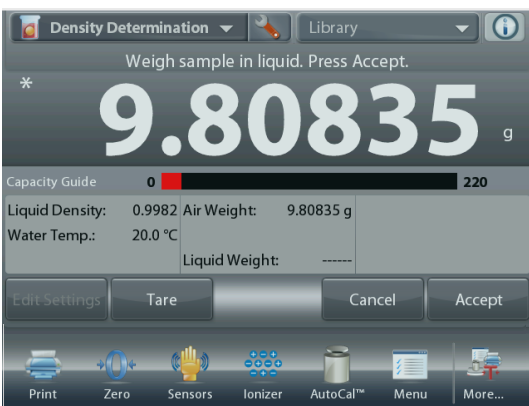 Density Determination Library
Weigh sample in liquid. Press Accept.
* 9.80835 g
Capacity Guide 0 220
Liquid Density: 0.9982 Air Weight: 9.80835 g
Water Temp.: 20.0 °C
Liquid Weight: ------
Edit Settings Tare Cancel Accept
Print Zero Sensors Ionizer AutoCal™ Menu More...